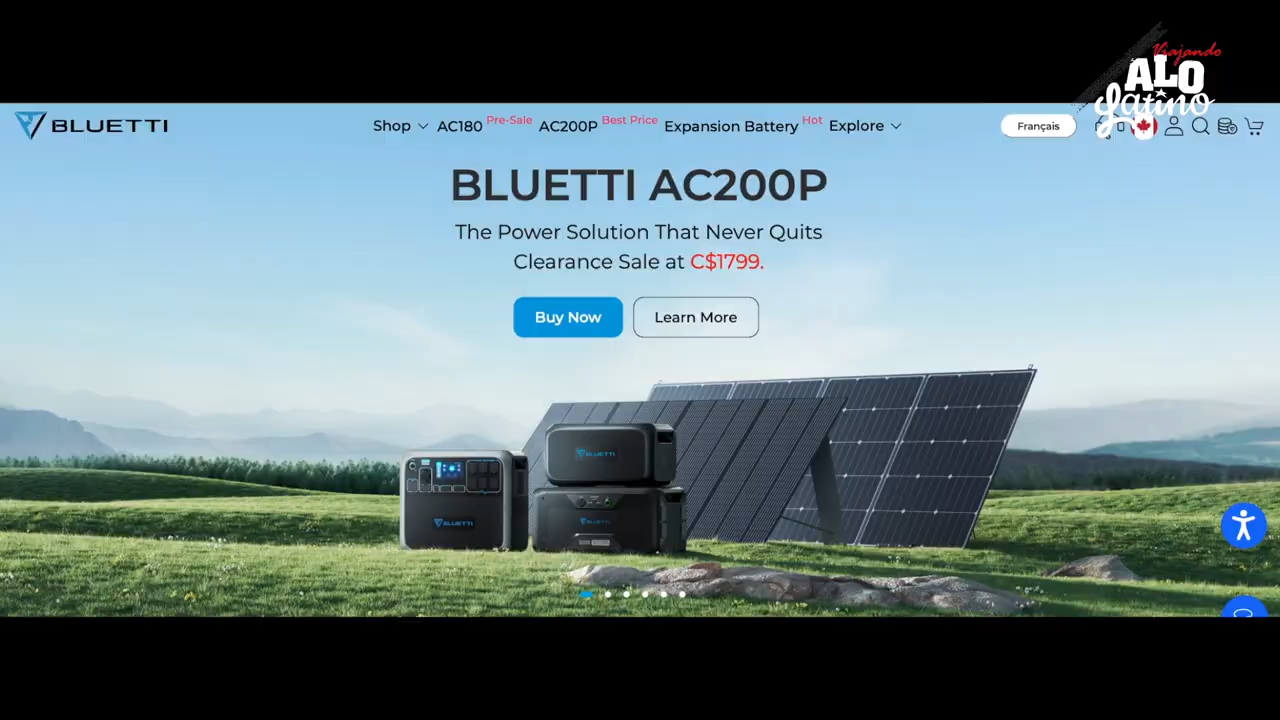 Viajando
ALO
Latino
BLUETTI
Shop AC180 Pre-Sale AC200P Best Price Expansion Battery Hot Explore
Français
BLUETTI AC200P
The Power Solution That Never Quits
Clearance Sale at C$1799.
Buy Now
Learn More
BLUETTI
BLUETTI
BLUETTI